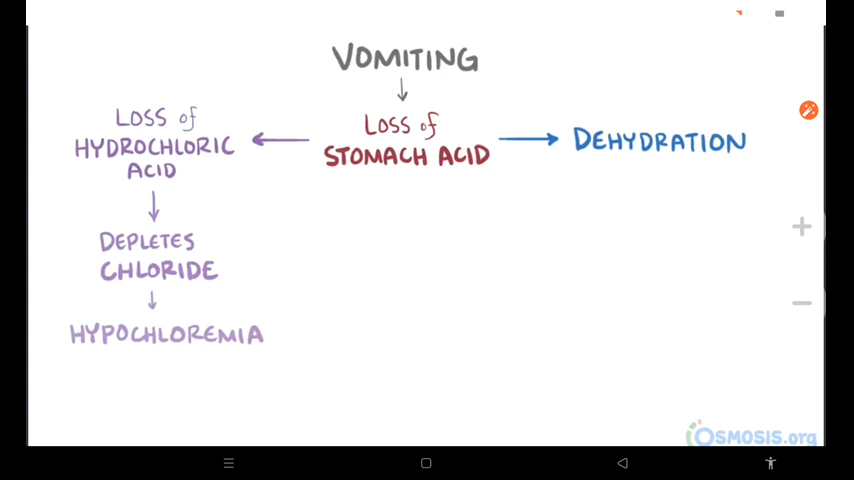 VOMITING
LOSS of
STOMACH ACID
LOSS of
HYDROCHLORIC
ACID
DEPLETES
CHLORIDE
HYPOCHLOREMIA
DEHYDRATION
OSMOSIS.org